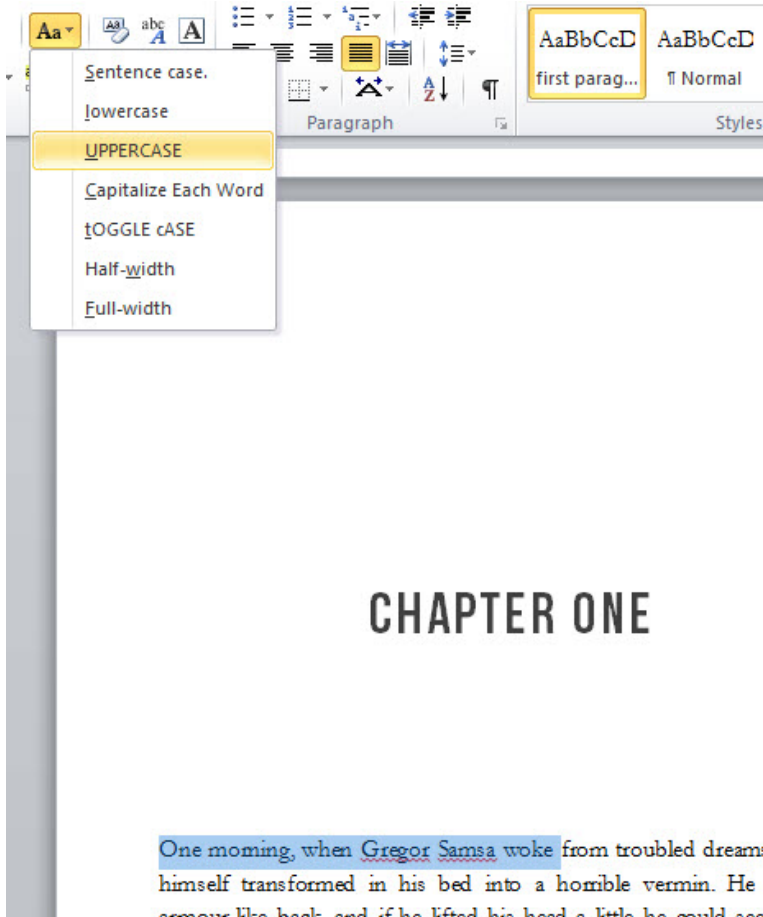 Aa
Aa
abc
A
A
AaBbCcD AaBbCcD
first parag... ¶ Normal
Paragraph
Styles
Sentence case.
lowercase
UPPERCASE
Capitalize Each Word
tOGGLE cASE
Half-width
Full-width
CHAPTER ONE
One morning, when Gregor Samsa woke from troubled dreams
himself transformed in his bed into a horrible vermin. He